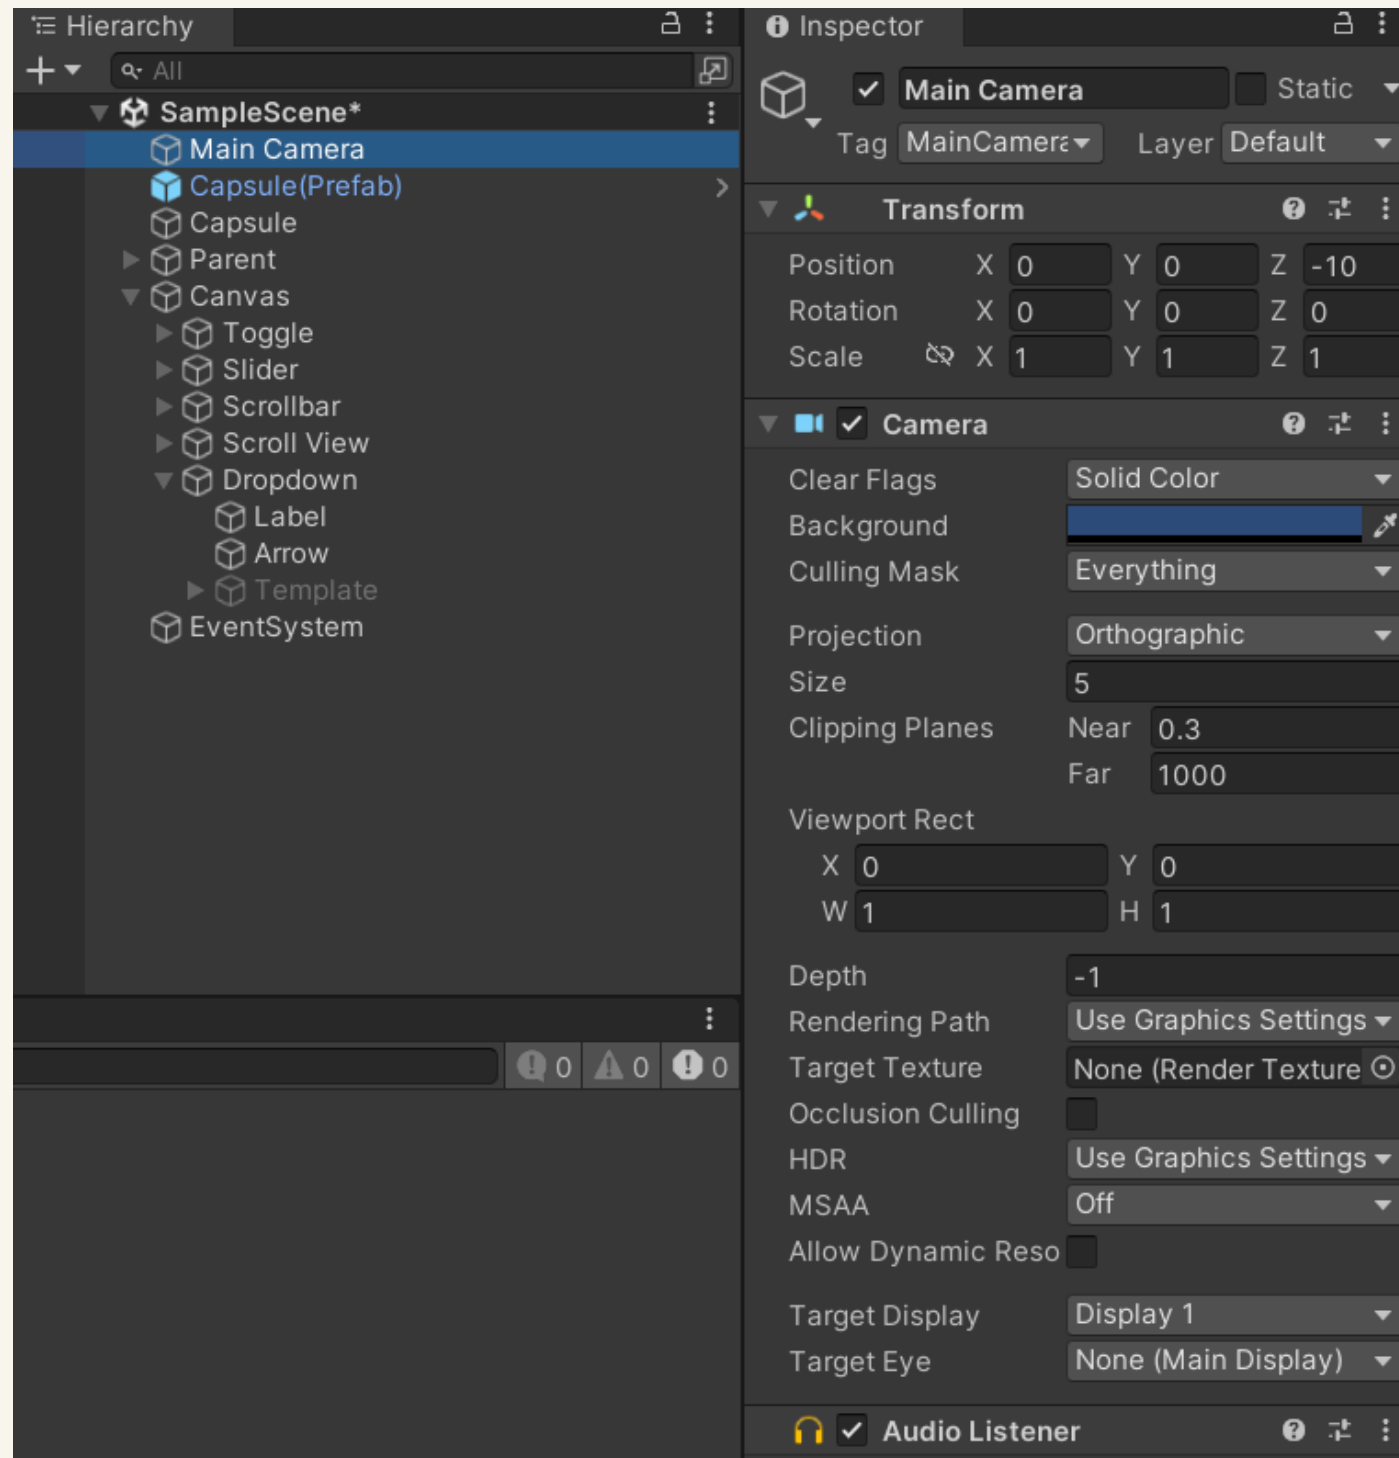 Hierarchy
All
SampleScene*
Main Camera
Capsule(Prefab)
Capsule
Parent
Canvas
Toggle
Slider
Scrollbar
Scroll View
Dropdown
Label
Arrow
Template
EventSystem
0 0 0
Inspector
Main Camera Static
Tag MainCamera Layer Default
Transform
Position X 0 Y 0 Z -10
Rotation X 0 Y 0 Z 0
Scale X 1 Y 1 Z 1
Camera
Clear Flags Solid Color
Background
Culling Mask Everything
Projection Orthographic
Size 5
Clipping Planes Near 0.3
Far 1000
Viewport Rect
X 0 Y 0
W 1 H 1
Depth -1
Rendering Path Use Graphics Settings
Target Texture None (Render Texture
Occlusion Culling
HDR Use Graphics Settings
MSAA Off
Allow Dynamic Reso
Target Display Display 1
Target Eye None (Main Display)
Audio Listener